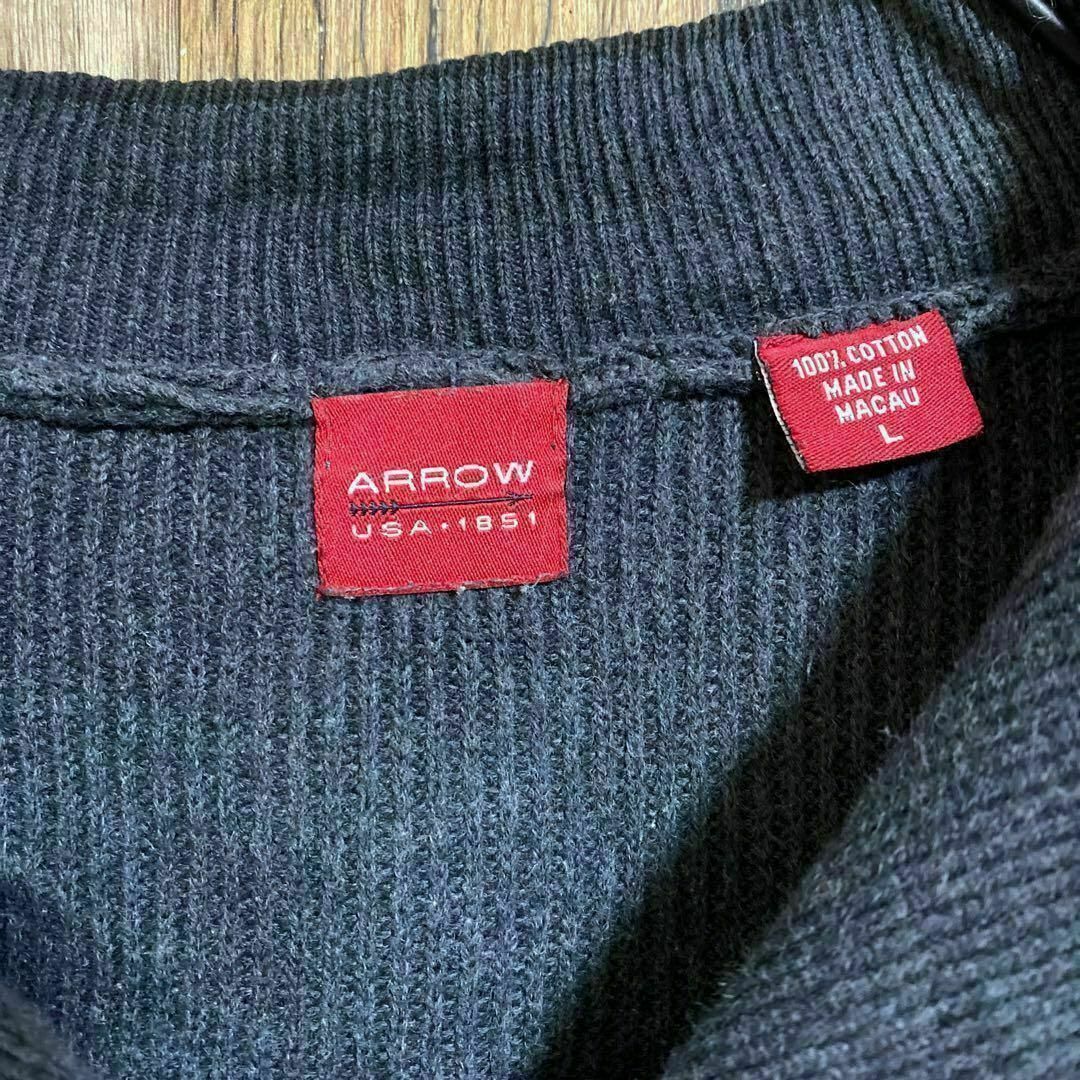 ARROW
USA·1851
100% COTTON
MADE IN
MACAU
L